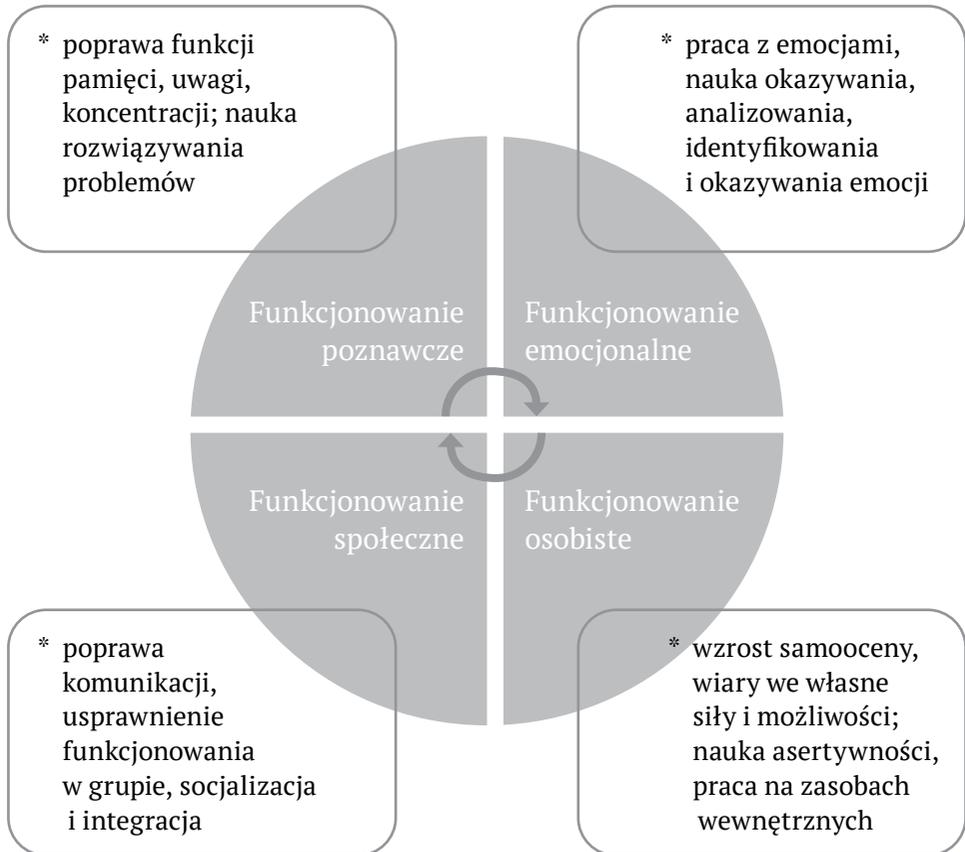 * poprawa funkcji
pamięci, uwagi,
koncentracji; nauka
rozwiązywania
problemów
* praca z emocjami,
nauka okazywania,
analizowania,
identyfikowania
i okazywania emocji
Funkcjonowanie
poznawcze
Funkcjonowanie
emocjonalne
Funkcjonowanie
społeczne
Funkcjonowanie
osobiste
* poprawa
komunikacji,
usprawnienie
funkcjonowania
w grupie, socjalizacja
i integracja
* wzrost samooceny,
wiary we własne
siły i możliwości;
nauka asertywności,
praca na zasobach
wewnętrznych